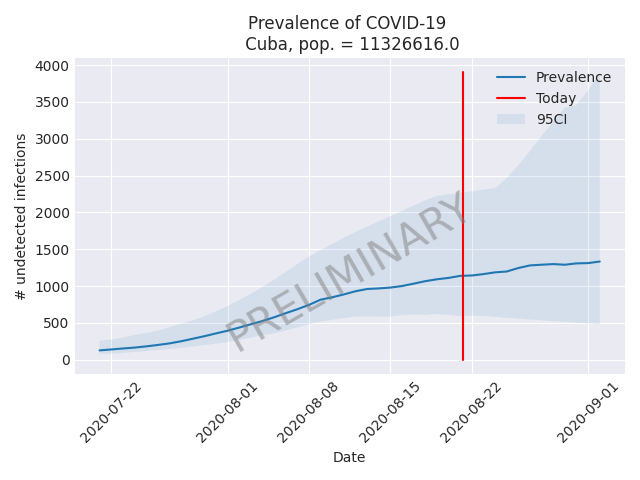 Prevalence of COVID-19
Cuba, pop. = 11326616.0
4000
3500
3000
2500
2000
1500
1000
500
0
# undetected infections
Prevalence
Today
95CI
PRELIMINARY
2020-07-22
2020-08-01
2020-08-08
2020-08-15
2020-08-22
2020-09-01
Date